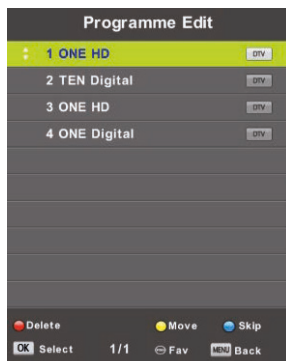 Programme Edit
1 ONE HD DTV
2 TEN Digital DTV
3 ONE HD DTV
4 ONE Digital DTV
Delete Move Skip
OK Select 1/1 Fav MENU Back